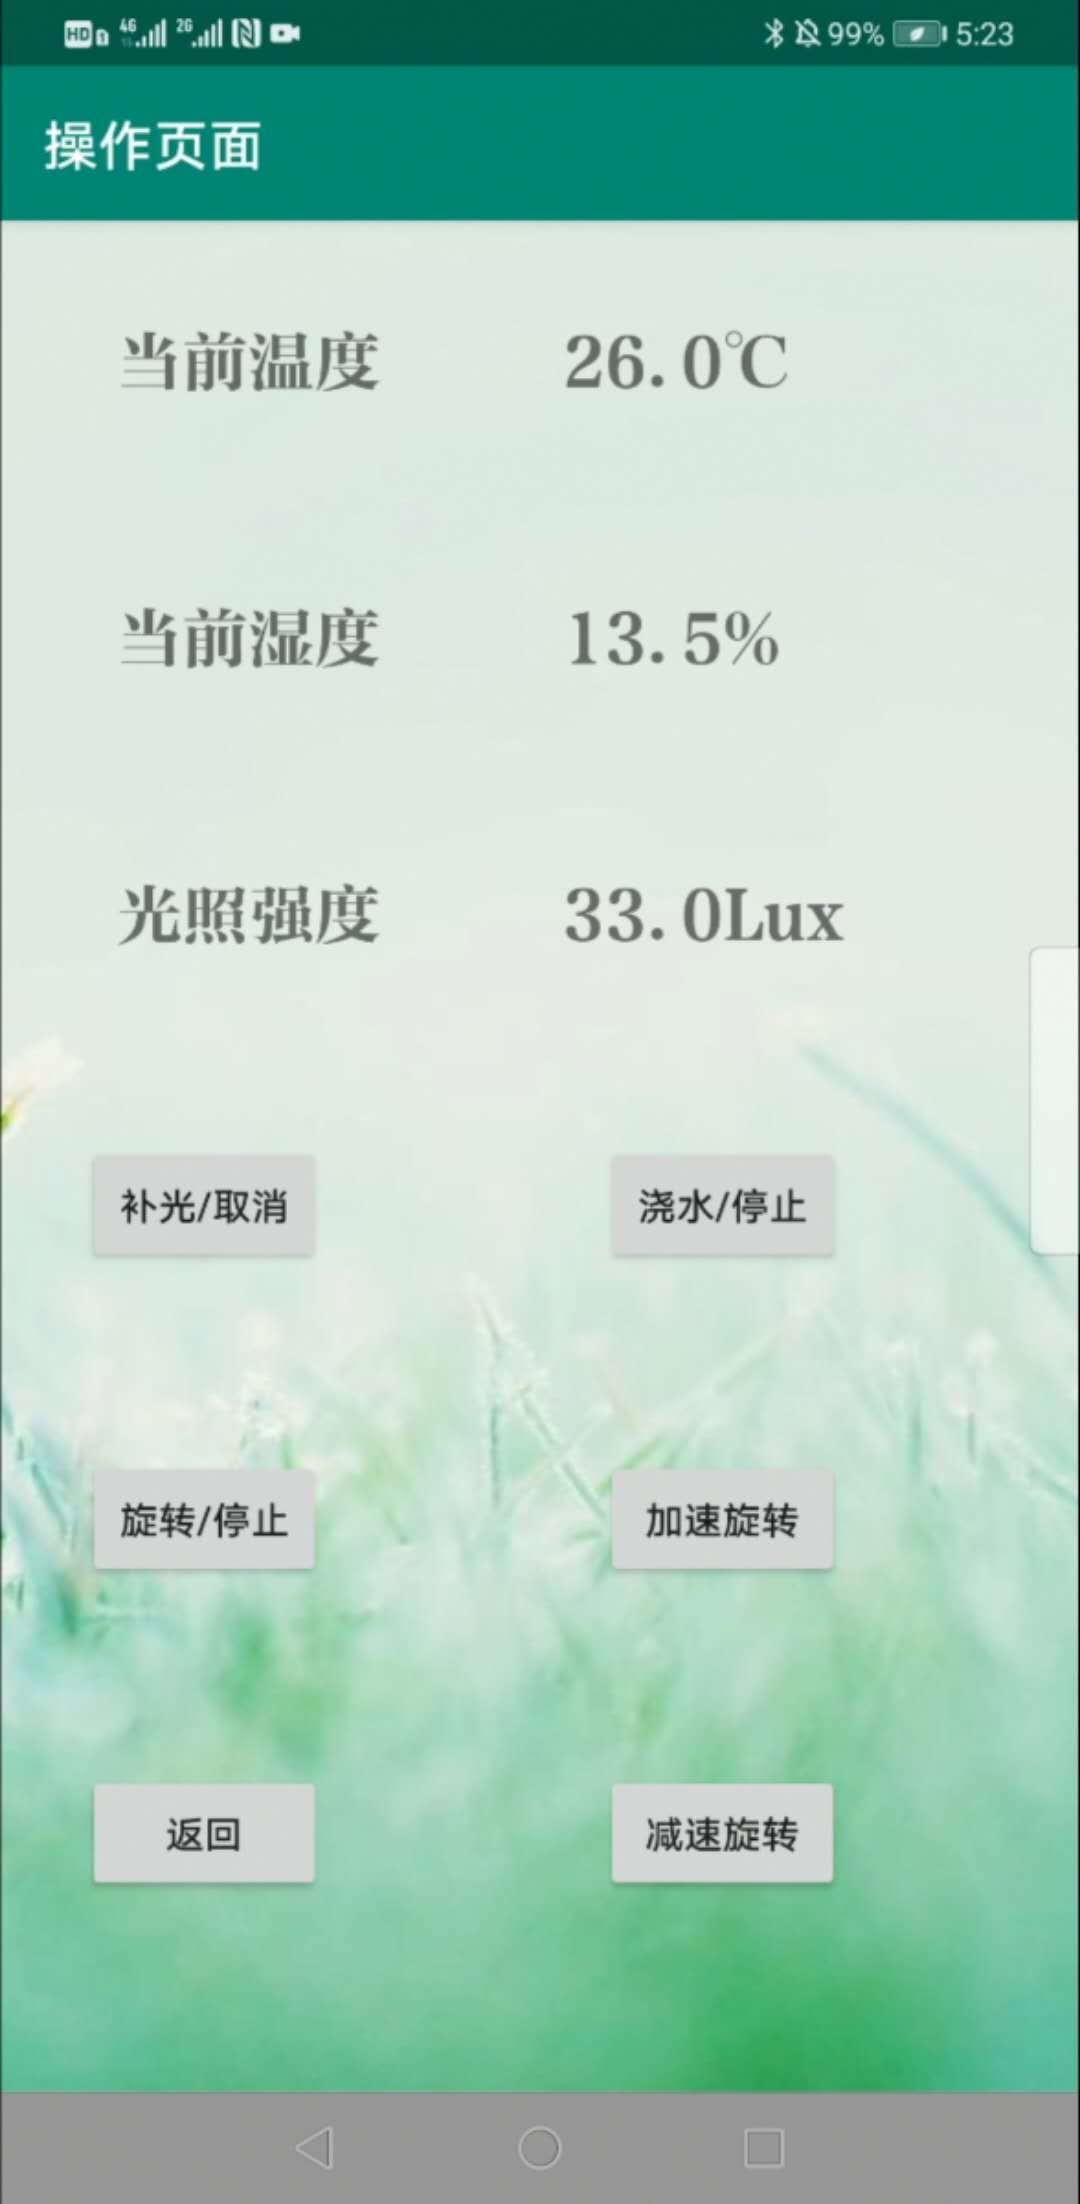 HD 4G 2G 99% 5:23
操作页面
当前温度 26.0℃
当前湿度 13.5%
光照强度 33.0Lux
补光/取消 浇水/停止
旋转/停止 加速旋转
返回 减速旋转